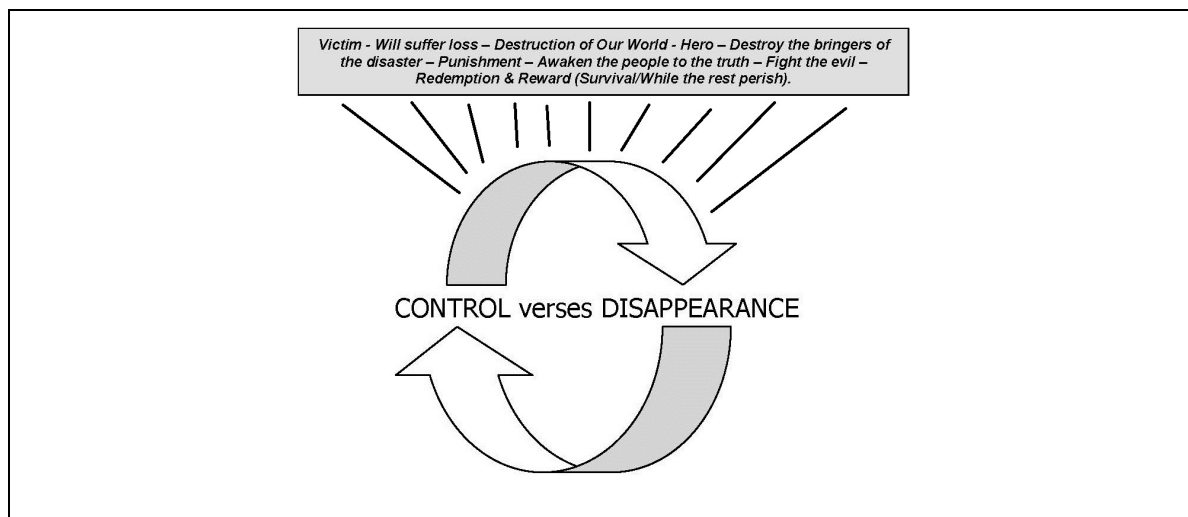 Victim - Will suffer loss – Destruction of Our World - Hero – Destroy the bringers of
the disaster – Punishment – Awaken the people to the truth – Fight the evil –
Redemption & Reward (Survival/While the rest perish).
CONTROL verses DISAPPEARANCE